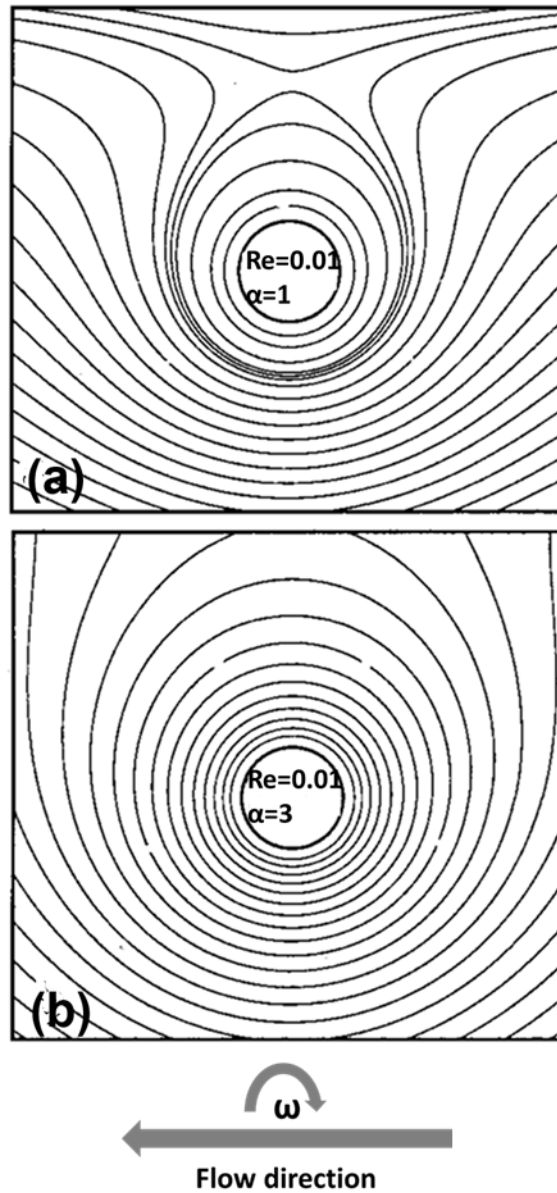 Re=0.01
α=1
(a)
Re=0.01
α=3
(b)
ω
Flow direction